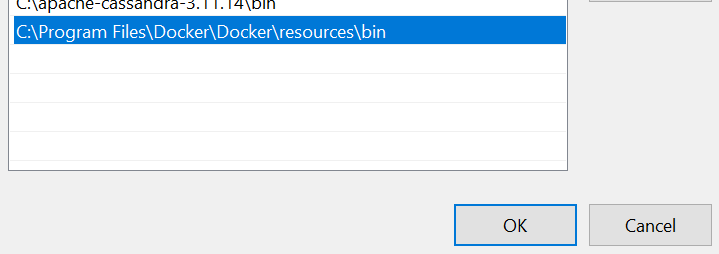 C:\apache-cassandra-3.11.14\bin
C:\Program Files\Docker\Docker\resources\bin
OK
Cancel